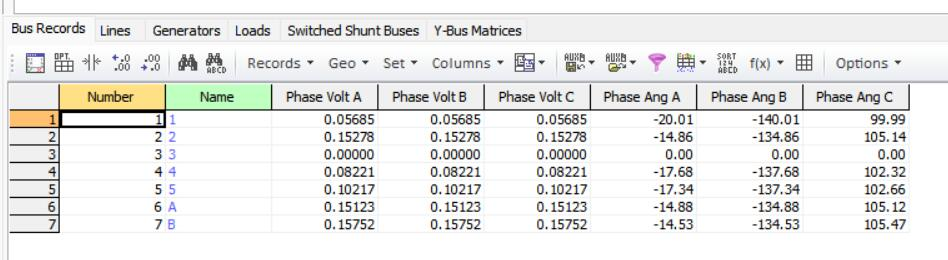 Bus Records Lines Generators Loads Switched Shunt Buses Y-Bus Matrices
Records Geo Set Columns f(x) Options
Number Name Phase Volt A Phase Volt B Phase Volt C Phase Ang A Phase Ang B Phase Ang C
1 1 1 0.05685 0.05685 0.05685 -20.01 -140.01 99.99
2 2 2 0.15278 0.15278 0.15278 -14.86 -134.86 105.14
3 3 3 0.00000 0.00000 0.00000 0.00 0.00 0.00
4 4 4 0.08221 0.08221 0.08221 -17.68 -137.68 102.32
5 5 5 0.10217 0.10217 0.10217 -17.34 -137.34 102.66
6 6 A 0.15123 0.15123 0.15123 -14.88 -134.88 105.12
7 7 B 0.15752 0.15752 0.15752 -14.53 -134.53 105.47